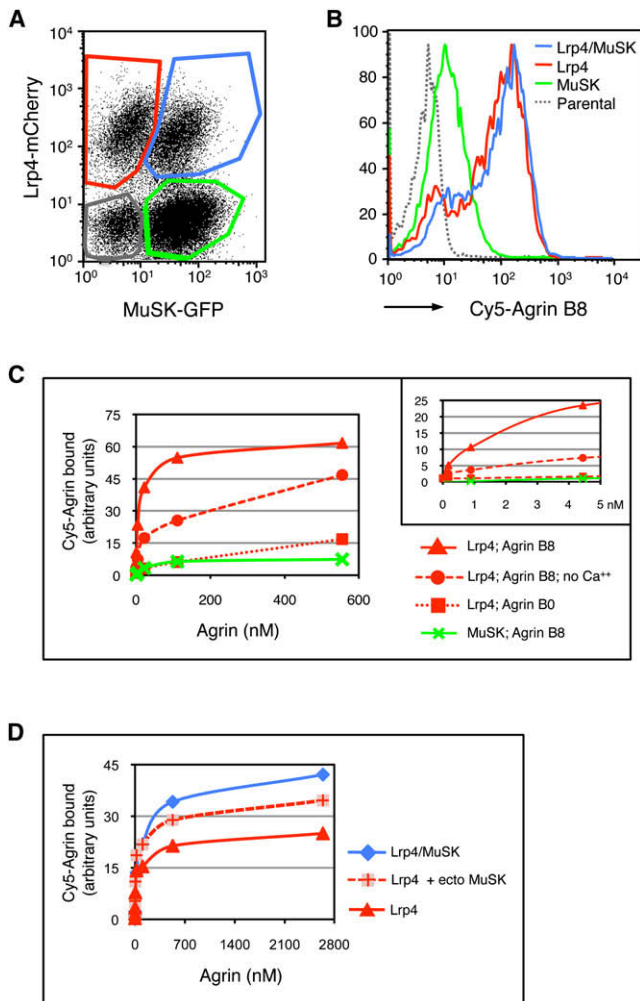 A
Lrp4-mCherry
10⁴
10³
10²
10¹
10⁰
10⁰ 10¹ 10² 10³
MuSK-GFP
B
100
80
60
40
20
0
10⁰ 10¹ 10² 10³ 10⁴
Cy5-Agrin B8
Lrp4/MuSK
Lrp4
MuSK
Parental
C
Cy5-Agrin bound
(arbitrary units)
75
60
45
30
15
0
0 200 400 600
Agrin (nM)
25
20
15
10
5
0
0 1 2 3 4 5 nM
Lrp4; Agrin B8
Lrp4; Agrin B8; no Ca⁺⁺
Lrp4; Agrin B0
MuSK; Agrin B8
D
Cy5-Agrin bound
(arbitrary units)
45
30
15
0
0 700 1400 2100 2800
Agrin (nM)
Lrp4/MuSK
Lrp4 + ecto MuSK
Lrp4